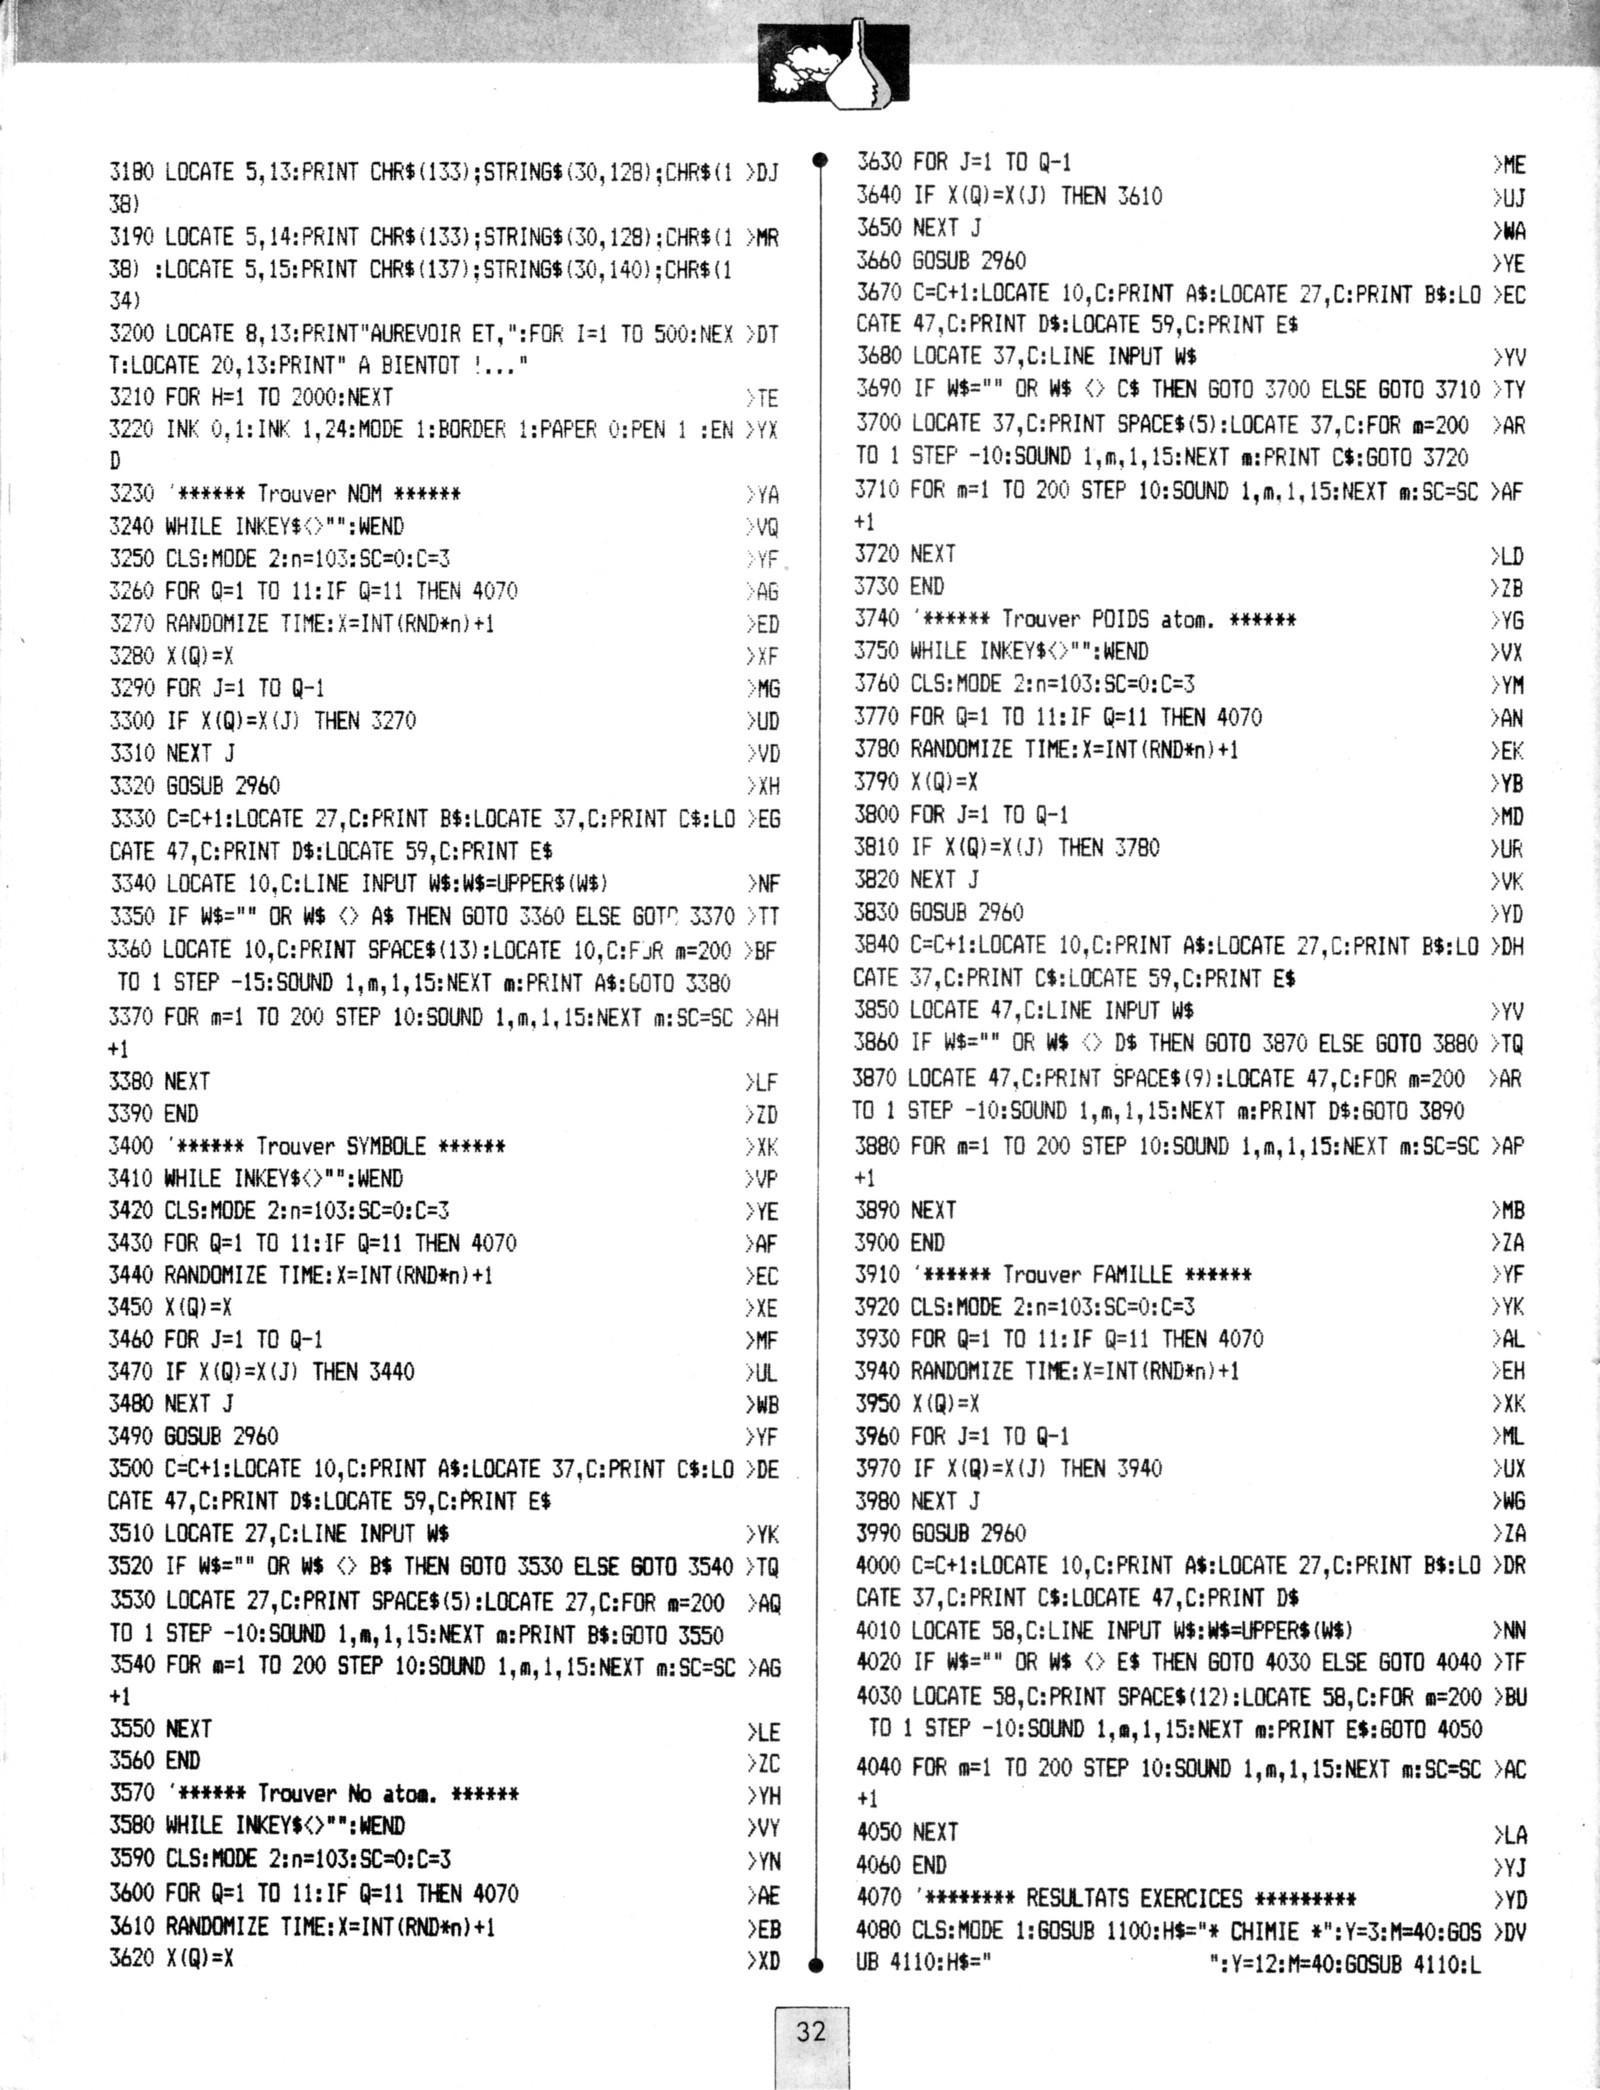 3180 LOCATE 5,13:PRINT CHR$(133);STRING$(30,128);CHR$(1 >DJ
38)
3190 LOCATE 5,14:PRINT CHR$(133);STRING$(30,128);CHR$(1 >MR
38) :LOCATE 5,15:PRINT CHR$(137);STRING$(30,140);CHR$(1
34)
3200 LOCATE 8,13:PRINT"AUREVOIR ET,":FOR I=1 TO 500:NEX >DT
T:LOCATE 20,13:PRINT" A BIENTOT !..."
3210 FOR H=1 TO 2000:NEXT >TE
3220 INK 0,1:INK 1,24:MODE 1:BORDER 1:PAPER 0:PEN 1 :EN >YX
D
3230 '****** Trouver NOM ****** >YA
3240 WHILE INKEY$<>"":WEND >VQ
3250 CLS:MODE 2:n=103:SC=0:C=3 >YF
3260 FOR Q=1 TO 11:IF Q=11 THEN 4070 >AG
3270 RANDOMIZE TIME:X=INT(RND*n)+1 >ED
3280 X(Q)=X >XF
3290 FOR J=1 TO Q-1 >MG
3300 IF X(Q)=X(J) THEN 3270 >UD
3310 NEXT J >VD
3320 GOSUB 2960 >XH
3330 C=C+1:LOCATE 27,C:PRINT B$:LOCATE 37,C:PRINT C$:LO >EG
CATE 47,C:PRINT D$:LOCATE 59,C:PRINT E$
3340 LOCATE 10,C:LINE INPUT W$:W$=UPPER$(W$) >NF
3350 IF W$="" OR W$ <> A$ THEN GOTO 3360 ELSE GOTO 3370 >TT
3360 LOCATE 10,C:PRINT SPACE$(13):LOCATE 10,C:FOR m=200 >BF
TO 1 STEP -15:SOUND 1,m,1,15:NEXT m:PRINT A$:GOTO 3380
3370 FOR m=1 TO 200 STEP 10:SOUND 1,m,1,15:NEXT m:SC=SC >AH
+1
3380 NEXT >LF
3390 END >ZD
3400 '****** Trouver SYMBOLE ****** >XK
3410 WHILE INKEY$<>"":WEND >VP
3420 CLS:MODE 2:n=103:SC=0:C=3 >YE
3430 FOR Q=1 TO 11:IF Q=11 THEN 4070 >AF
3440 RANDOMIZE TIME:X=INT(RND*n)+1 >EC
3450 X(Q)=X >XE
3460 FOR J=1 TO Q-1 >MF
3470 IF X(Q)=X(J) THEN 3440 >UL
3480 NEXT J >WB
3490 GOSUB 2960 >YF
3500 C=C+1:LOCATE 10,C:PRINT A$:LOCATE 37,C:PRINT C$:LO >DE
CATE 47,C:PRINT D$:LOCATE 59,C:PRINT E$
3510 LOCATE 27,C:LINE INPUT W$ >YK
3520 IF W$="" OR W$ <> B$ THEN GOTO 3530 ELSE GOTO 3540 >TQ
3530 LOCATE 27,C:PRINT SPACE$(5):LOCATE 27,C:FOR m=200 >AQ
TO 1 STEP -10:SOUND 1,m,1,15:NEXT m:PRINT B$:GOTO 3550
3540 FOR m=1 TO 200 STEP 10:SOUND 1,m,1,15:NEXT m:SC=SC >AG
+1
3550 NEXT >LE
3560 END >ZC
3570 '****** Trouver No atom. ****** >YH
3580 WHILE INKEY$<>"":WEND >VY
3590 CLS:MODE 2:n=103:SC=0:C=3 >YN
3600 FOR Q=1 TO 11:IF Q=11 THEN 4070 >AE
3610 RANDOMIZE TIME:X=INT(RND*n)+1 >EB
3620 X(Q)=X >XD
3630 FOR J=1 TO Q-1 >ME
3640 IF X(Q)=X(J) THEN 3610 >UJ
3650 NEXT J >WA
3660 GOSUB 2960 >YE
3670 C=C+1:LOCATE 10,C:PRINT A$:LOCATE 27,C:PRINT B$:LO >EC
CATE 47,C:PRINT D$:LOCATE 59,C:PRINT E$
3680 LOCATE 37,C:LINE INPUT W$ >YV
3690 IF W$="" OR W$ <> C$ THEN GOTO 3700 ELSE GOTO 3710 >TY
3700 LOCATE 37,C:PRINT SPACE$(5):LOCATE 37,C:FOR m=200 >AR
TO 1 STEP -10:SOUND 1,m,1,15:NEXT m:PRINT C$:GOTO 3720
3710 FOR m=1 TO 200 STEP 10:SOUND 1,m,1,15:NEXT m:SC=SC >AF
+1
3720 NEXT >LD
3730 END >ZB
3740 '****** Trouver POIDS atom. ****** >YG
3750 WHILE INKEY$<>"":WEND >VX
3760 CLS:MODE 2:n=103:SC=0:C=3 >YM
3770 FOR Q=1 TO 11:IF Q=11 THEN 4070 >AN
3780 RANDOMIZE TIME:X=INT(RND*n)+1 >EK
3790 X(Q)=X >YB
3800 FOR J=1 TO Q-1 >MD
3810 IF X(Q)=X(J) THEN 3780 >UR
3820 NEXT J >VK
3830 GOSUB 2960 >YD
3840 C=C+1:LOCATE 10,C:PRINT A$:LOCATE 27,C:PRINT B$:LO >DH
CATE 37,C:PRINT C$:LOCATE 59,C:PRINT E$
3850 LOCATE 47,C:LINE INPUT W$ >YV
3860 IF W$="" OR W$ <> D$ THEN GOTO 3870 ELSE GOTO 3880 >TQ
3870 LOCATE 47,C:PRINT SPACE$(9):LOCATE 47,C:FOR m=200 >AR
TO 1 STEP -10:SOUND 1,m,1,15:NEXT m:PRINT D$:GOTO 3890
3880 FOR m=1 TO 200 STEP 10:SOUND 1,m,1,15:NEXT m:SC=SC >AP
+1
3890 NEXT >MB
3900 END >ZA
3910 '****** Trouver FAMILLE ****** >YF
3920 CLS:MODE 2:n=103:SC=0:C=3 >YK
3930 FOR Q=1 TO 11:IF Q=11 THEN 4070 >AL
3940 RANDOMIZE TIME:X=INT(RND*n)+1 >EH
3950 X(Q)=X >XK
3960 FOR J=1 TO Q-1 >ML
3970 IF X(Q)=X(J) THEN 3940 >UX
3980 NEXT J >WG
3990 GOSUB 2960 >ZA
4000 C=C+1:LOCATE 10,C:PRINT A$:LOCATE 27,C:PRINT B$:LO >DR
CATE 37,C:PRINT C$:LOCATE 47,C:PRINT D$
4010 LOCATE 58,C:LINE INPUT W$:W$=UPPER$(W$) >NN
4020 IF W$="" OR W$ <> E$ THEN GOTO 4030 ELSE GOTO 4040 >TF
4030 LOCATE 58,C:PRINT SPACE$(12):LOCATE 58,C:FOR m=200 >BU
TO 1 STEP -10:SOUND 1,m,1,15:NEXT m:PRINT E$:GOTO 4050
4040 FOR m=1 TO 200 STEP 10:SOUND 1,m,1,15:NEXT m:SC=SC >AC
+1
4050 NEXT >LA
4060 END >YJ
4070 '******** RESULTATS EXERCICES ********* >YD
4080 CLS:MODE 1:GOSUB 1100:H$="* CHIMIE *":Y=3:M=40:GOS >DV
UB 4110:H$="                    ":Y=12:M=40:GOSUB 4110:L
32